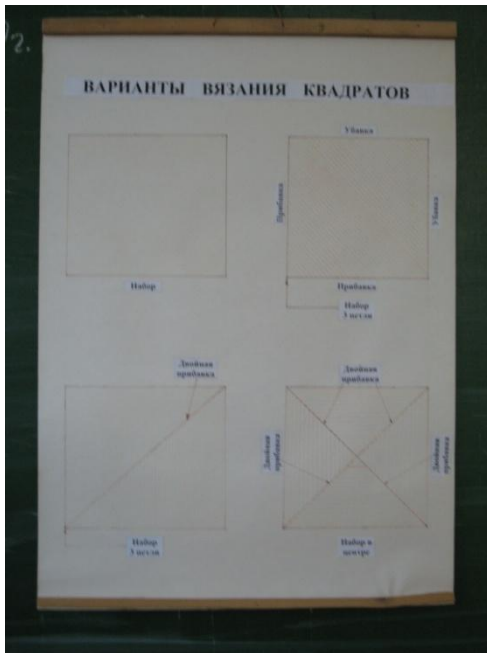 г.
ВАРИАНТЫ ВЯЗАНИЯ КВАДРАТОВ
Убавка
Прибавка
Убавка
Набор
Прибавка
Набор
3 петли
Двойная
прибавка
Двойная
прибавка
Двойная
прибавка
Двойная
прибавка
Набор
3 петли
Набор в
центре